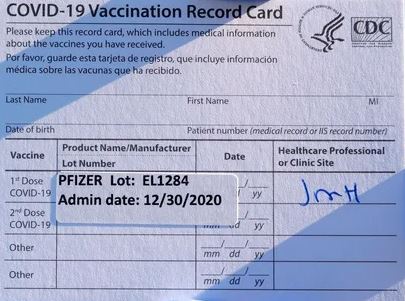 COVID-19 Vaccination Record Card
Please keep this record card, which includes medical information
about the vaccines you have received.
Por favor, guarde esta tarjeta de registro, que incluye información
médica sobre las vacunas que ha recibido.
CDC
Last Name First Name MI
Date of birth Patient number (medical record or IIS record number)
Vaccine Product Name/Manufacturer Date Healthcare Professional
Lot Number or Clinic Site
1st Dose
COVID-19
PFIZER Lot: EL1284
Admin date: 12/30/2020
yy
2nd Dose
COVID-19
yy
Other
mm dd yy
Other
mm dd yy